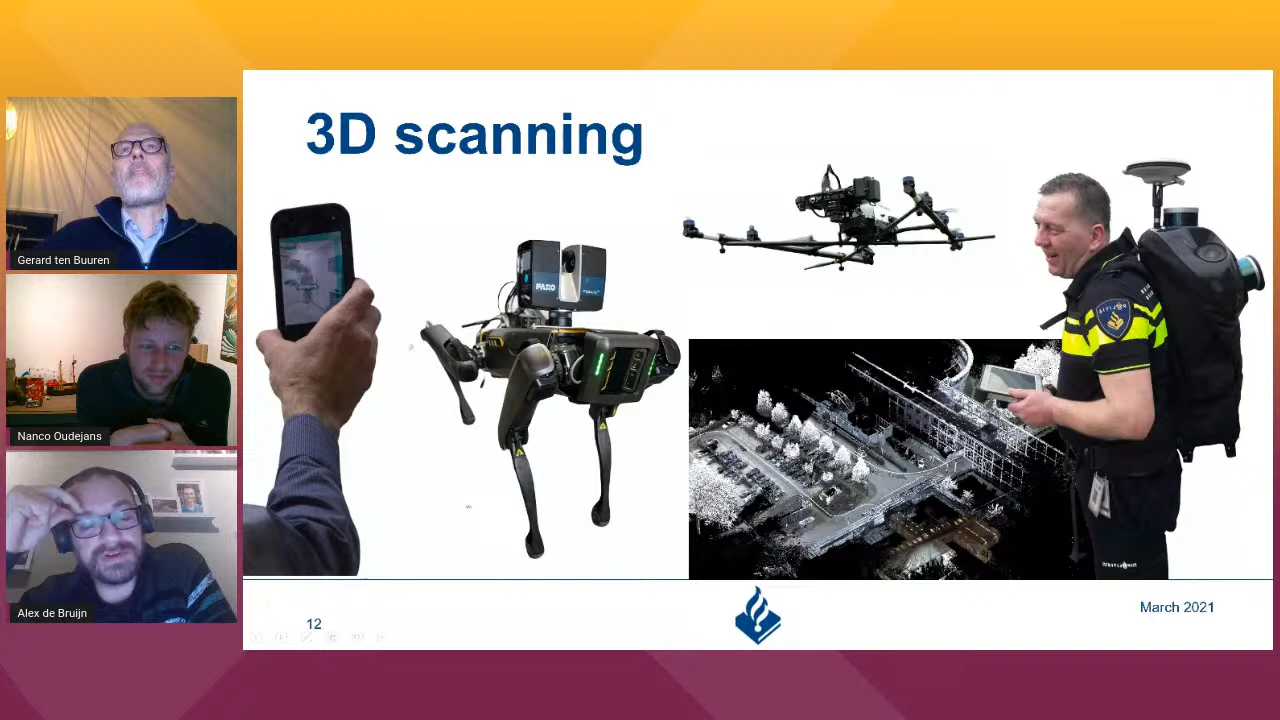 3D scanning
Gerard ten Buuren
Nanco Oudejans
Alex de Bruijn
FARO
POLITIE
12
March 2021